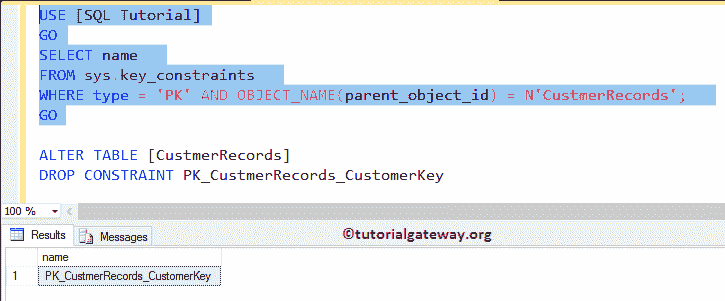 USE [SQL Tutorial]
GO
SELECT name
FROM sys.key_constraints
WHERE type = 'PK' AND OBJECT_NAME(parent_object_id) = N'CustmerRecords';
GO
ALTER TABLE [CustmerRecords]
DROP CONSTRAINT PK_CustmerRecords_CustomerKey
100 %
Results Messages ©tutorialgateway.org
name
1 PK_CustmerRecords_CustomerKey